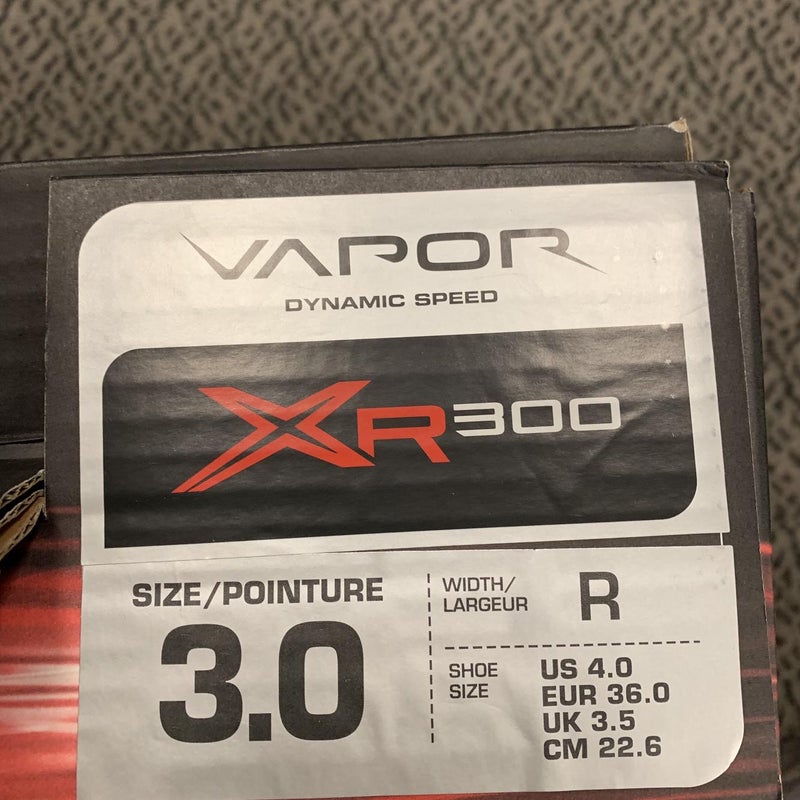 VAPOR
DYNAMIC SPEED
XR300
SIZE/POINTURE
3.0
WIDTH/
LARGEUR
R
SHOE
SIZE
US 4.0
EUR 36.0
UK 3.5
CM 22.6